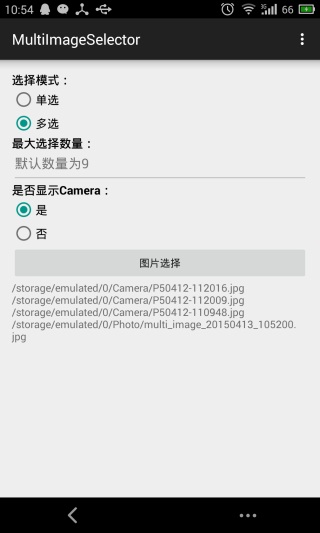 10:54
3G
66
MultiImageSelector
选择模式：
单选
多选
最大选择数量：
默认数量为9
是否显示Camera：
是
否
图片选择
/storage/emulated/0/Camera/P50412-112016.jpg
/storage/emulated/0/Camera/P50412-112009.jpg
/storage/emulated/0/Camera/P50412-110948.jpg
/storage/emulated/0/Photo/multi_image_20150413_105200.
jpg